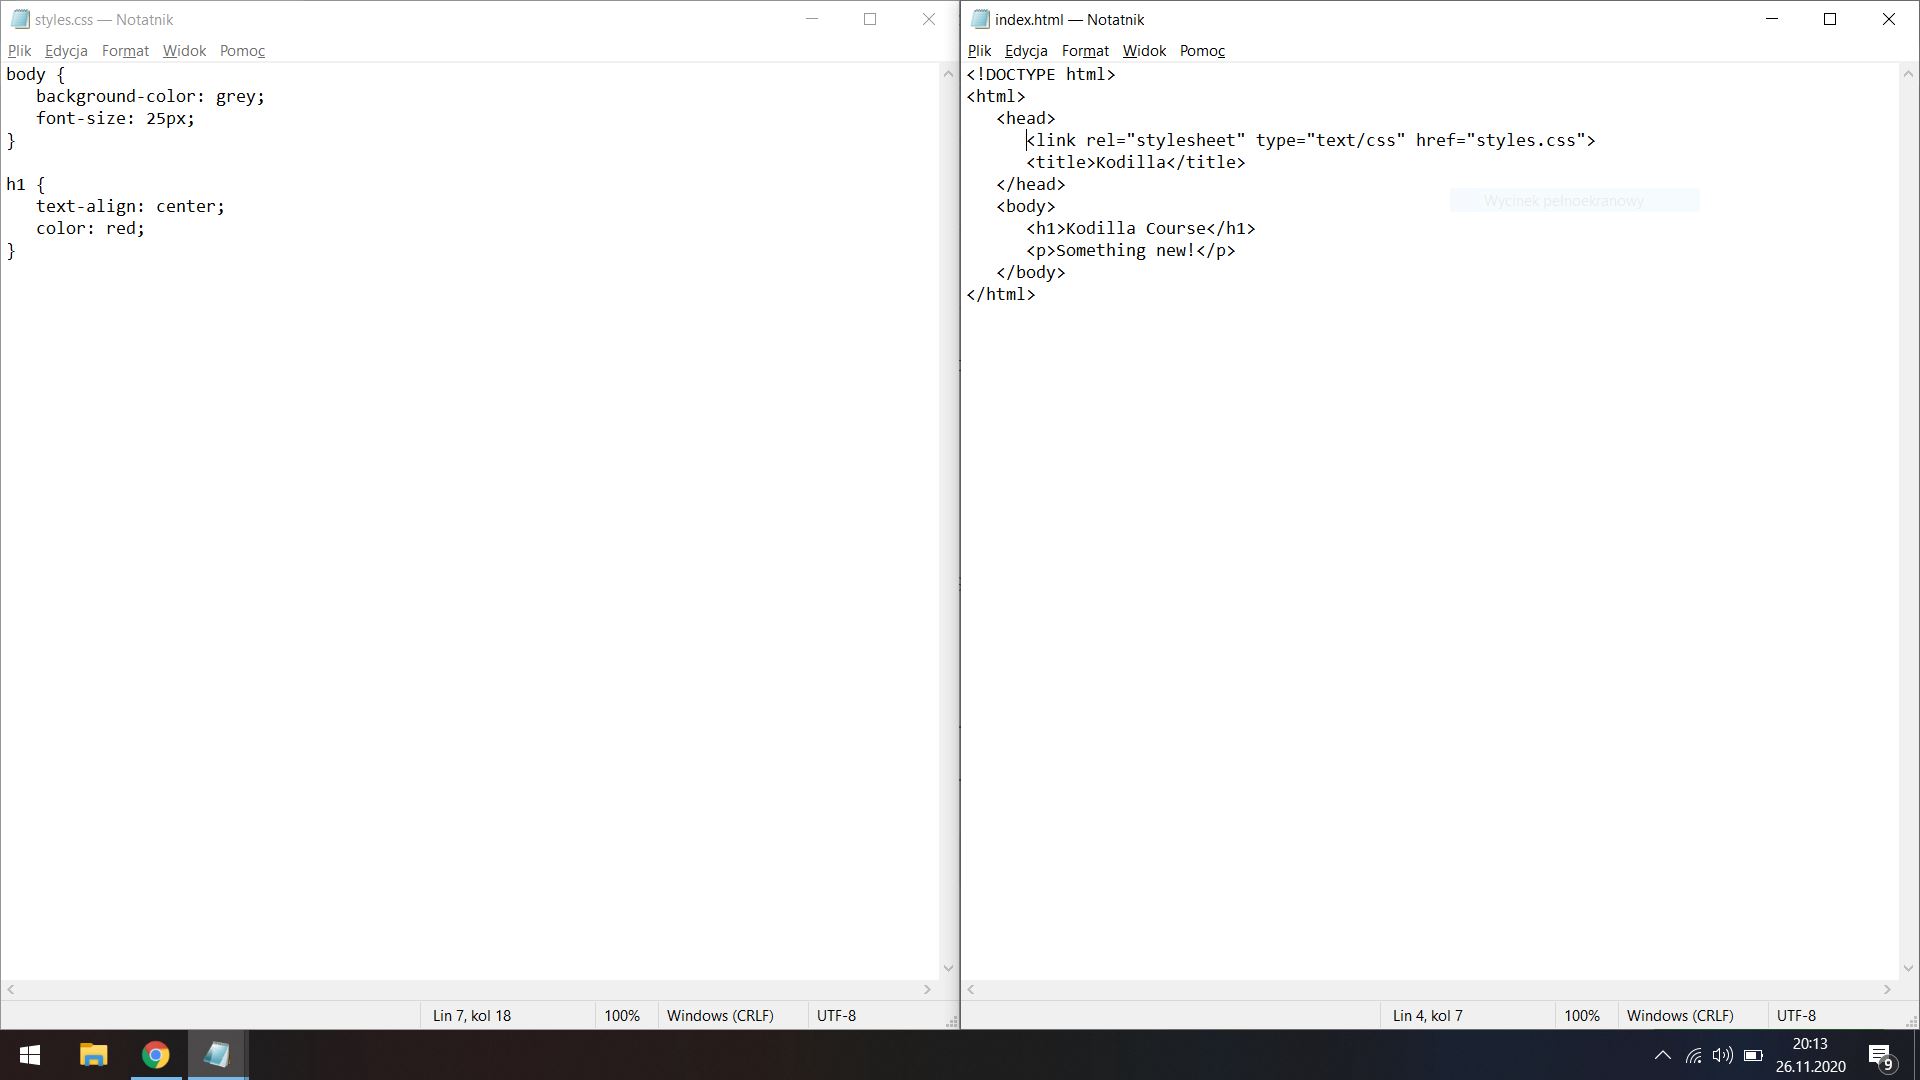 styles.css — Notatnik
Plik Edycja Format Widok Pomoc
body {
   background-color: grey;
   font-size: 25px;
}

h1 {
   text-align: center;
   color: red;
}
Lin 7, kol 18 100% Windows (CRLF) UTF-8
index.html — Notatnik
Plik Edycja Format Widok Pomoc
<!DOCTYPE html>
<html>
   <head>
      <link rel="stylesheet" type="text/css" href="styles.css">
      <title>Kodilla</title>
   </head>
   <body>
      <h1>Kodilla Course</h1>
      <p>Something new!</p>
   </body>
</html>
Wycinek pełnoekranowy
Lin 4, kol 7 100% Windows (CRLF) UTF-8
20:13
26.11.2020
9